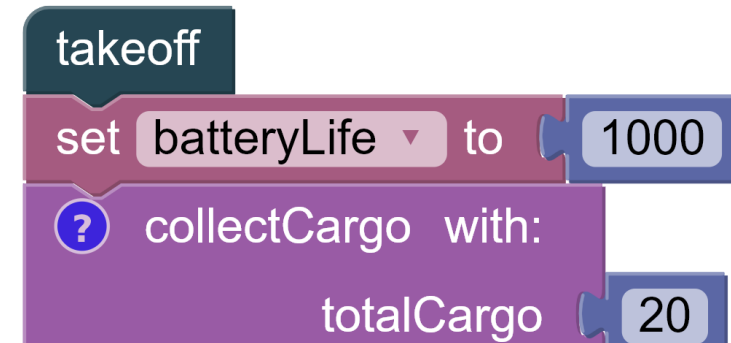 takeoff
set batteryLife to 1000
? collectCargo with:
totalCargo 20